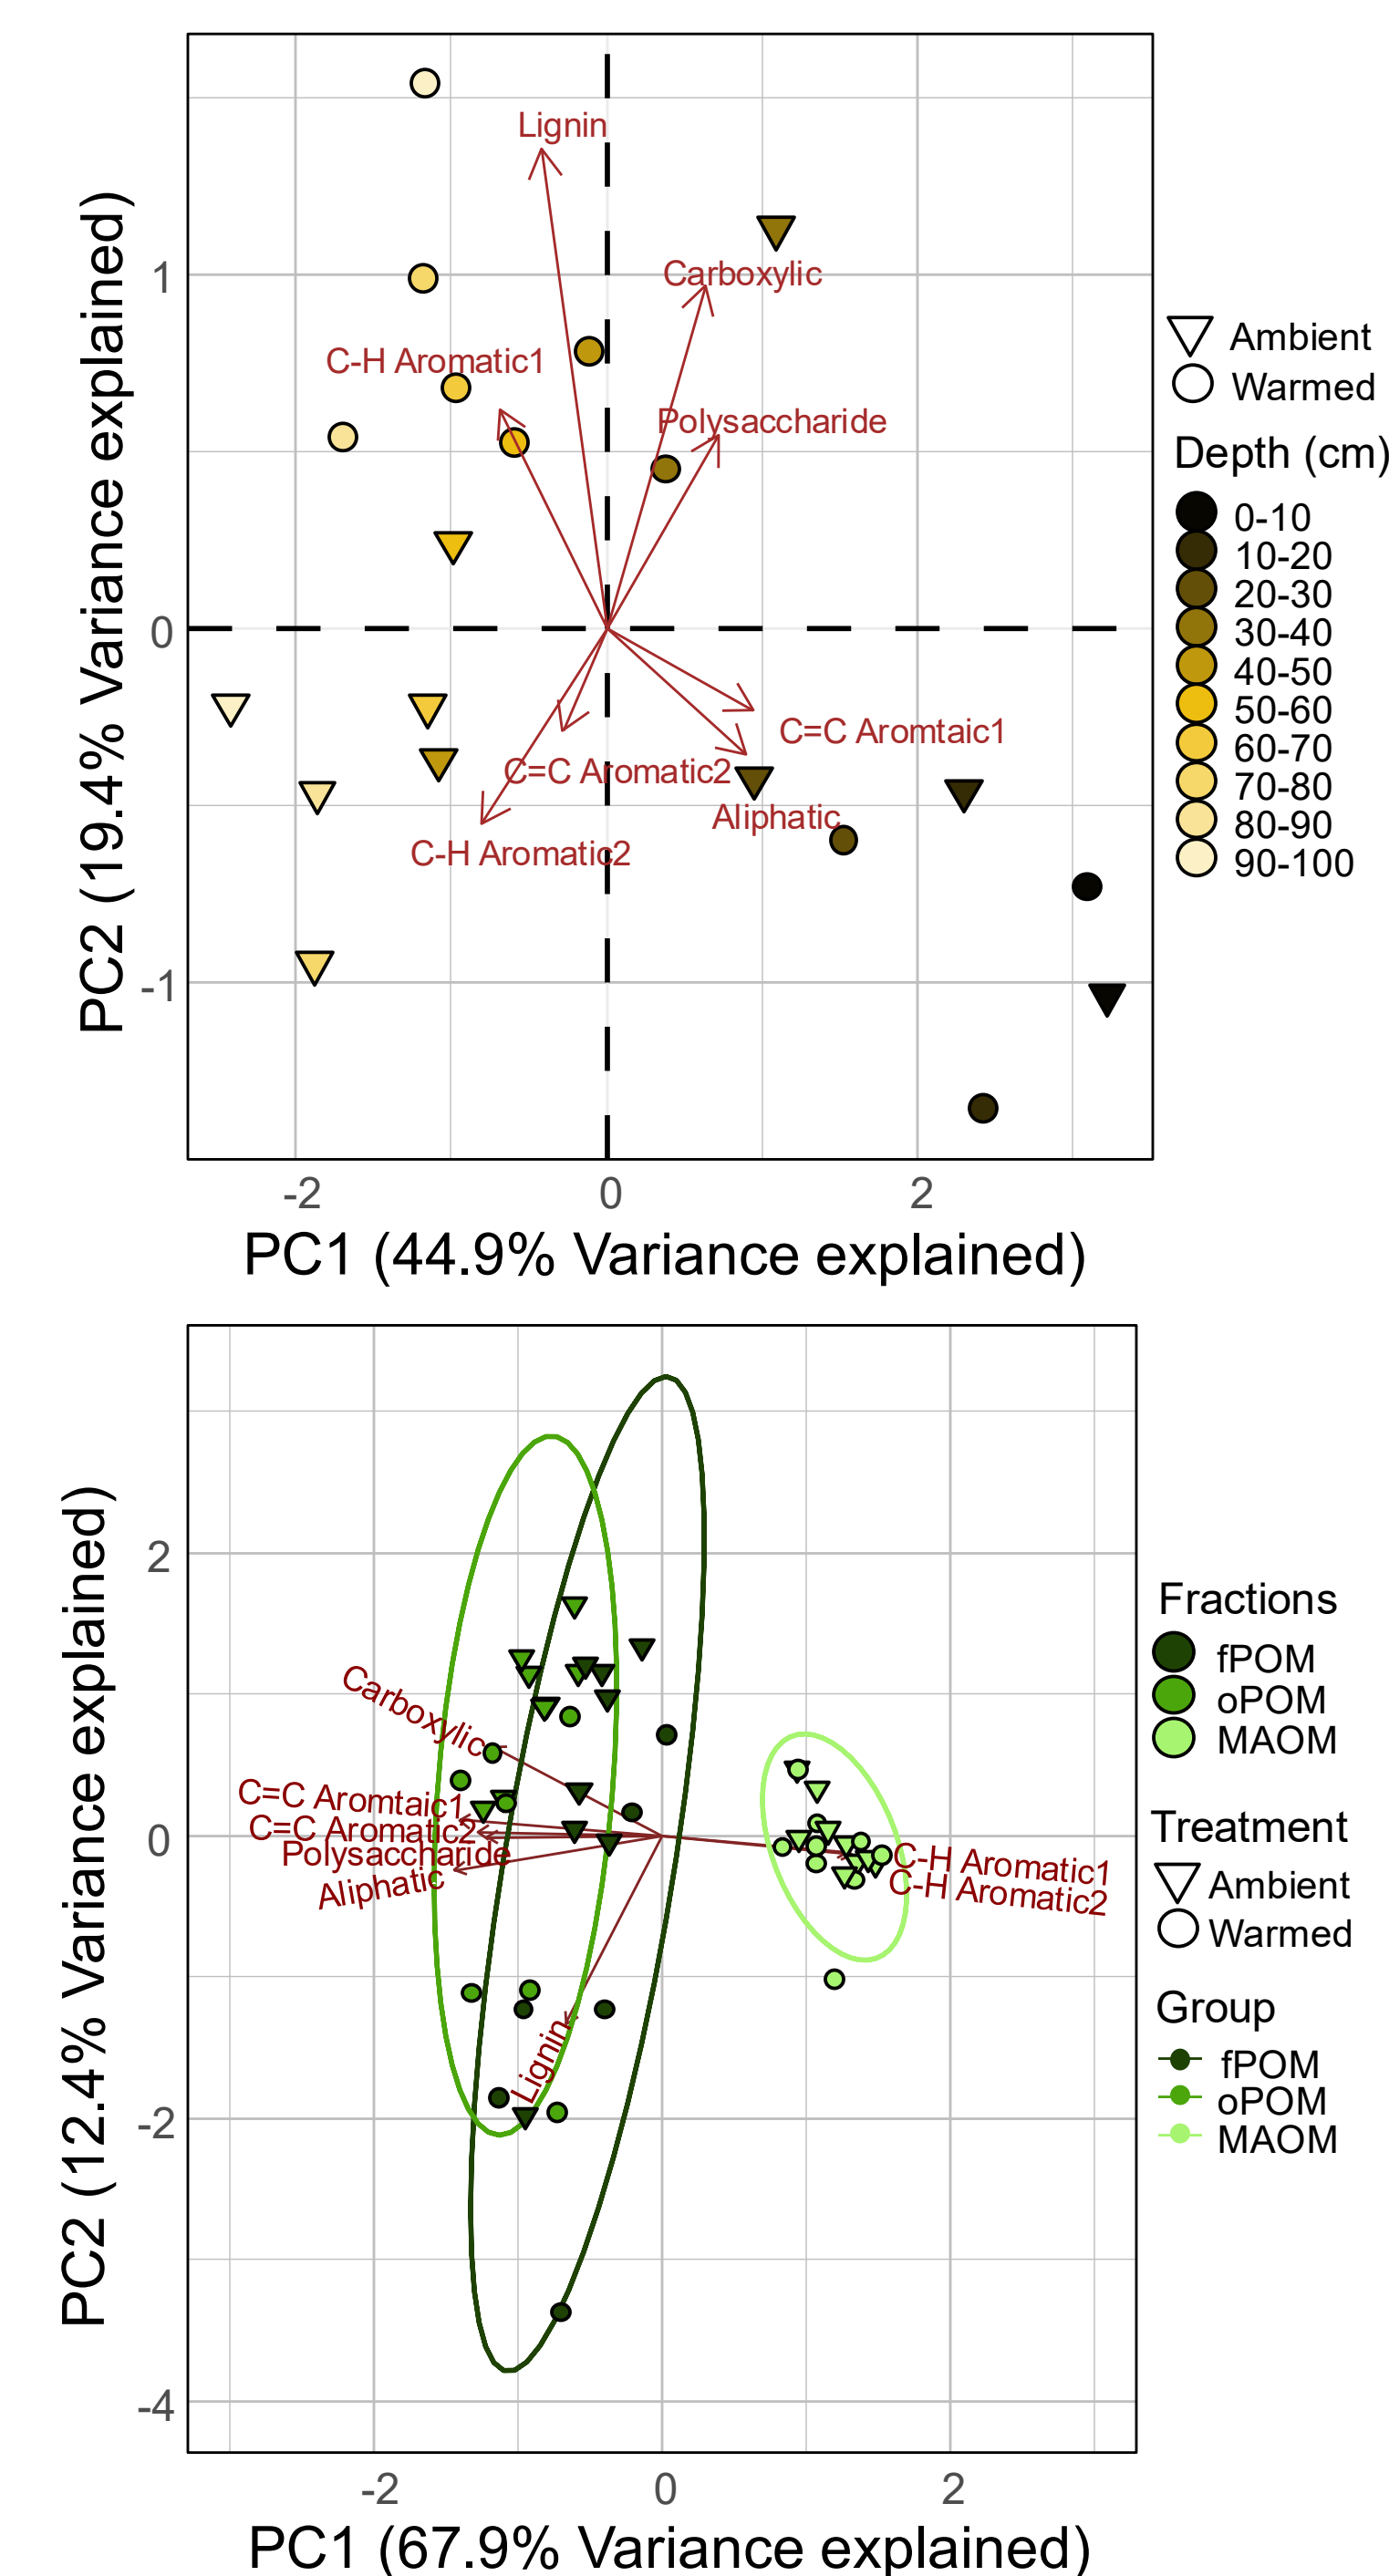 PC2 (19.4% Variance explained)
1
0
-1
Lignin
Carboxylic
C-H Aromatic1
Polysaccharide
C=C Aromtaic1
C=C Aromatic2
Aliphatic
C-H Aromatic2
-2
0
2
PC1 (44.9% Variance explained)
Ambient
Warmed
Depth (cm)
0-10
10-20
20-30
30-40
40-50
50-60
60-70
70-80
80-90
90-100
PC2 (12.4% Variance explained)
2
0
-2
-4
Carboxylic
C=C Aromtaic1
C=C Aromatic2
Polysaccharide
Aliphatic
C-H Aromatic1
C-H Aromatic2
Lignin
-2
0
2
PC1 (67.9% Variance explained)
Fractions
fPOM
oPOM
MAOM
Treatment
Ambient
Warmed
Group
fPOM
oPOM
MAOM